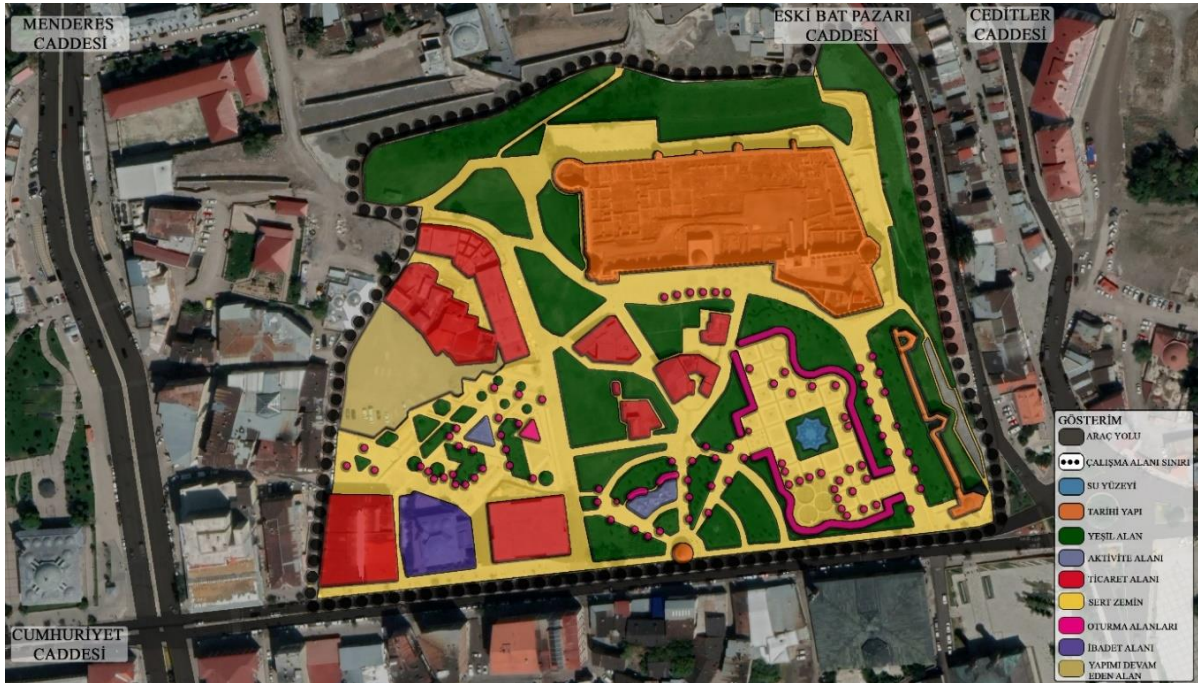 MENDERES
CADDESİ
ESKİ BAT PAZARI
CADDESİ
CEDİTLER
CADDESİ
CUMHURİYET
CADDESİ
GÖSTERİM
ARAÇ YOLU
ÇALIŞMA ALANI SINIRI
SU YÜZEYİ
TARİHİ YAPI
YEŞİL ALAN
AKTİVİTE ALANI
TİCARET ALANI
SERT ZEMİN
OTURMA ALANLARI
İBADET ALANI
YAPIMI DEVAM
EDEN ALAN